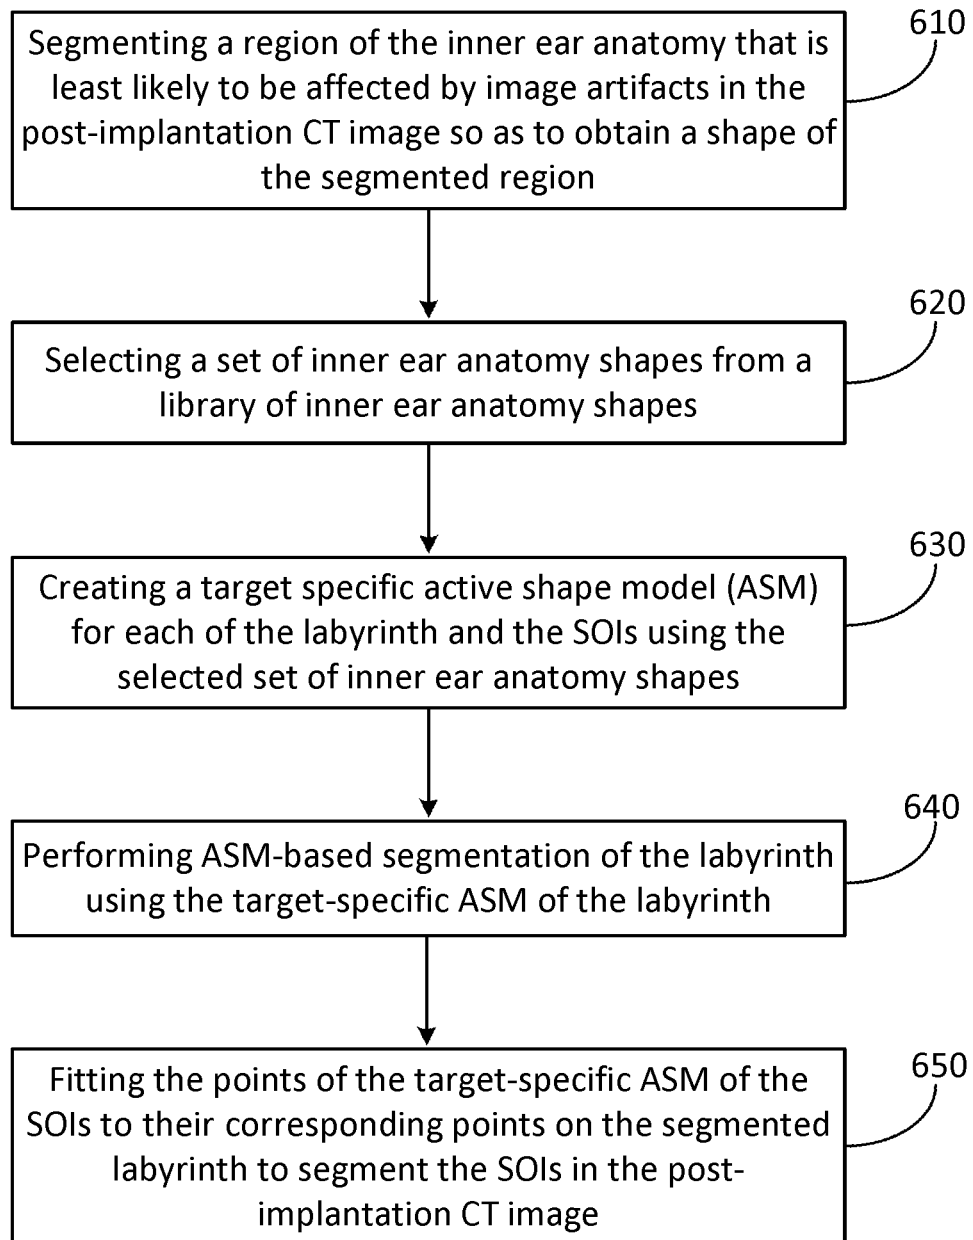 610
Segmenting a region of the inner ear anatomy that is
least likely to be affected by image artifacts in the
post-implantation CT image so as to obtain a shape of
the segmented region
620
Selecting a set of inner ear anatomy shapes from a
library of inner ear anatomy shapes
630
Creating a target specific active shape model (ASM)
for each of the labyrinth and the SOIs using the
selected set of inner ear anatomy shapes
640
Performing ASM-based segmentation of the labyrinth
using the target-specific ASM of the labyrinth
650
Fitting the points of the target-specific ASM of the
SOIs to their corresponding points on the segmented
labyrinth to segment the SOIs in the post-
implantation CT image